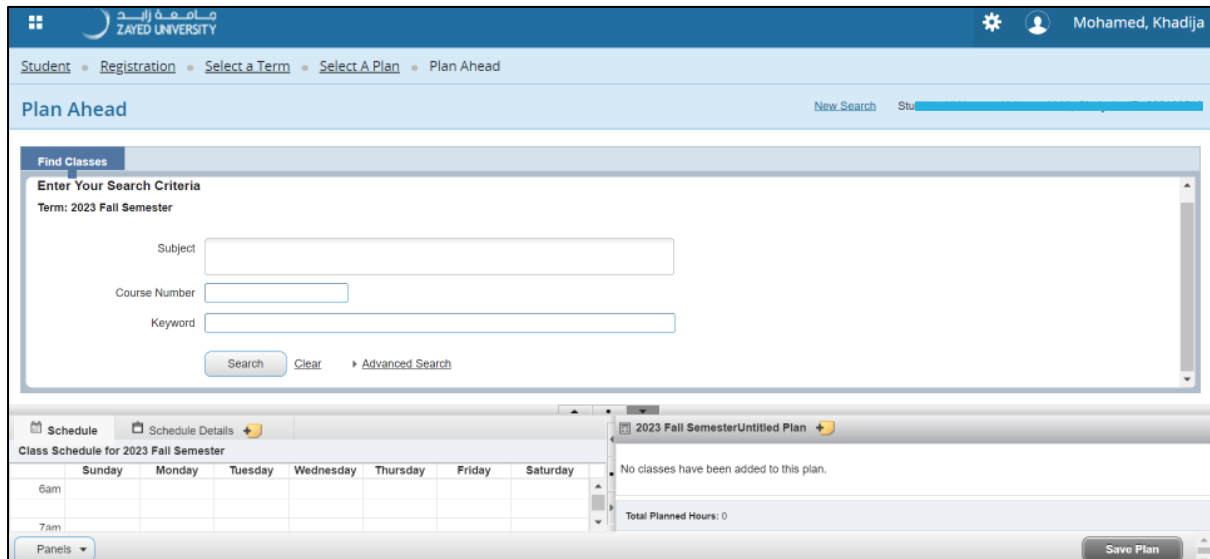 جـامـعـة زايــد
ZAYED UNIVERSITY
Mohamed, Khadija
Student Registration Select a Term Select A Plan Plan Ahead
Plan Ahead
New Search Stu
Find Classes
Enter Your Search Criteria
Term: 2023 Fall Semester
Subject
Course Number
Keyword
Search Clear Advanced Search
Schedule Schedule Details
Class Schedule for 2023 Fall Semester
Sunday Monday Tuesday Wednesday Thursday Friday Saturday
6am
7am
2023 Fall SemesterUntitled Plan
No classes have been added to this plan.
Total Planned Hours: 0
Panels
Save Plan